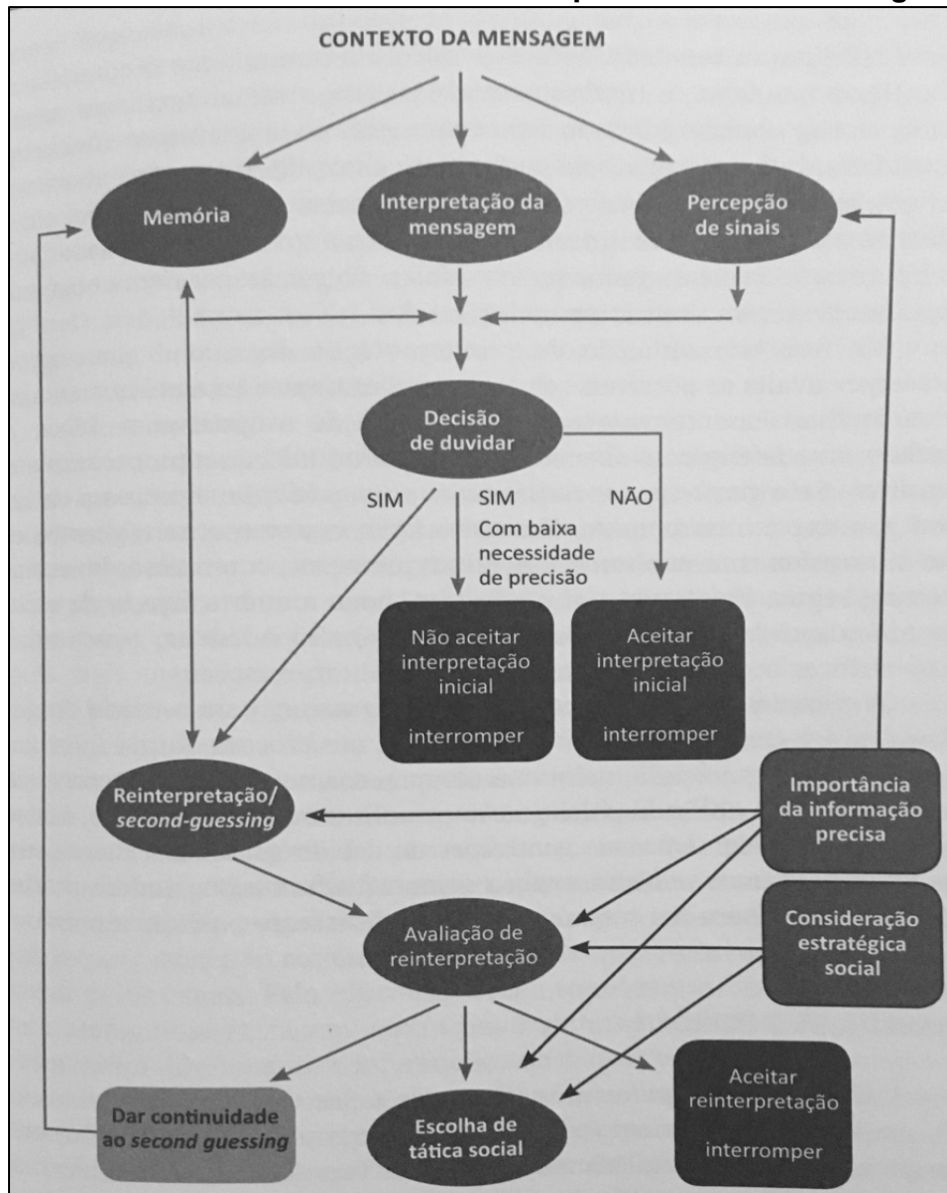 CONTEXTO DA MENSAGEM
Memória
Interpretação da
mensagem
Percepção
de sinais
Decisão
de duvidar
SIM
SIM
Com baixa
necessidade
de precisão
NÃO
Não aceitar
interpretação
inicial
interromper
Aceitar
interpretação
inicial
interromper
Reinterpretação/
second-guessing
Importância
da informação
precisa
Avaliação de
reinterpretação
Consideração
estratégica
social
Dar continuidade
ao second guessing
Escolha de
tática social
Aceitar
reinterpretação
interromper